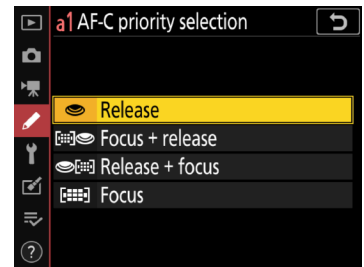 a1 AF-C priority selection
Release
Focus + release
Release + focus
Focus
?